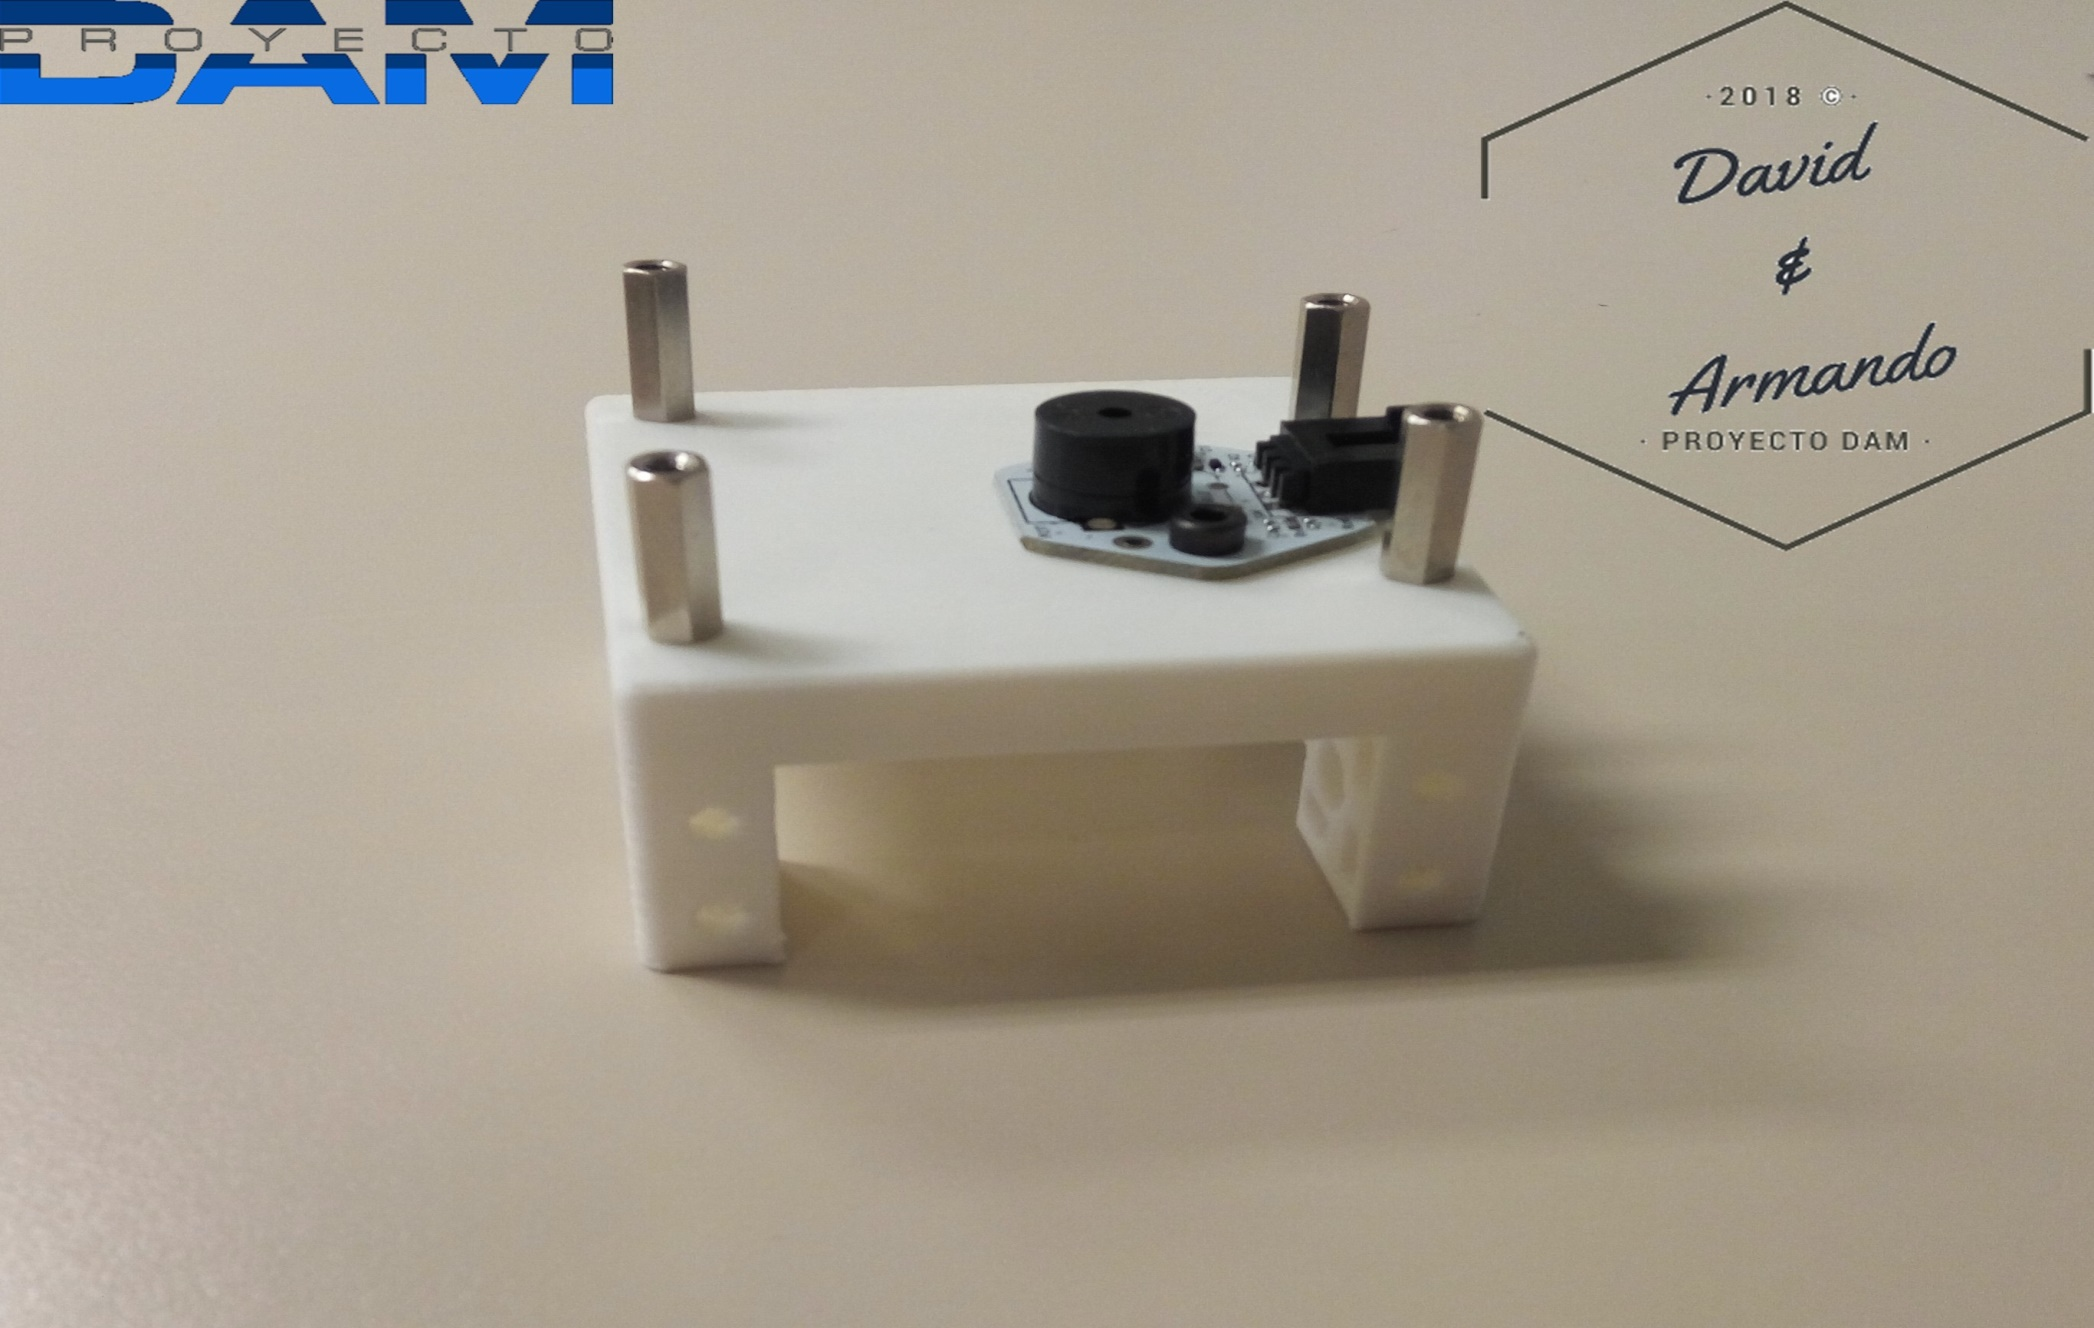 PROYECTO
DAM
·2018 ©·
David
&
Armando
· PROYECTO DAM ·